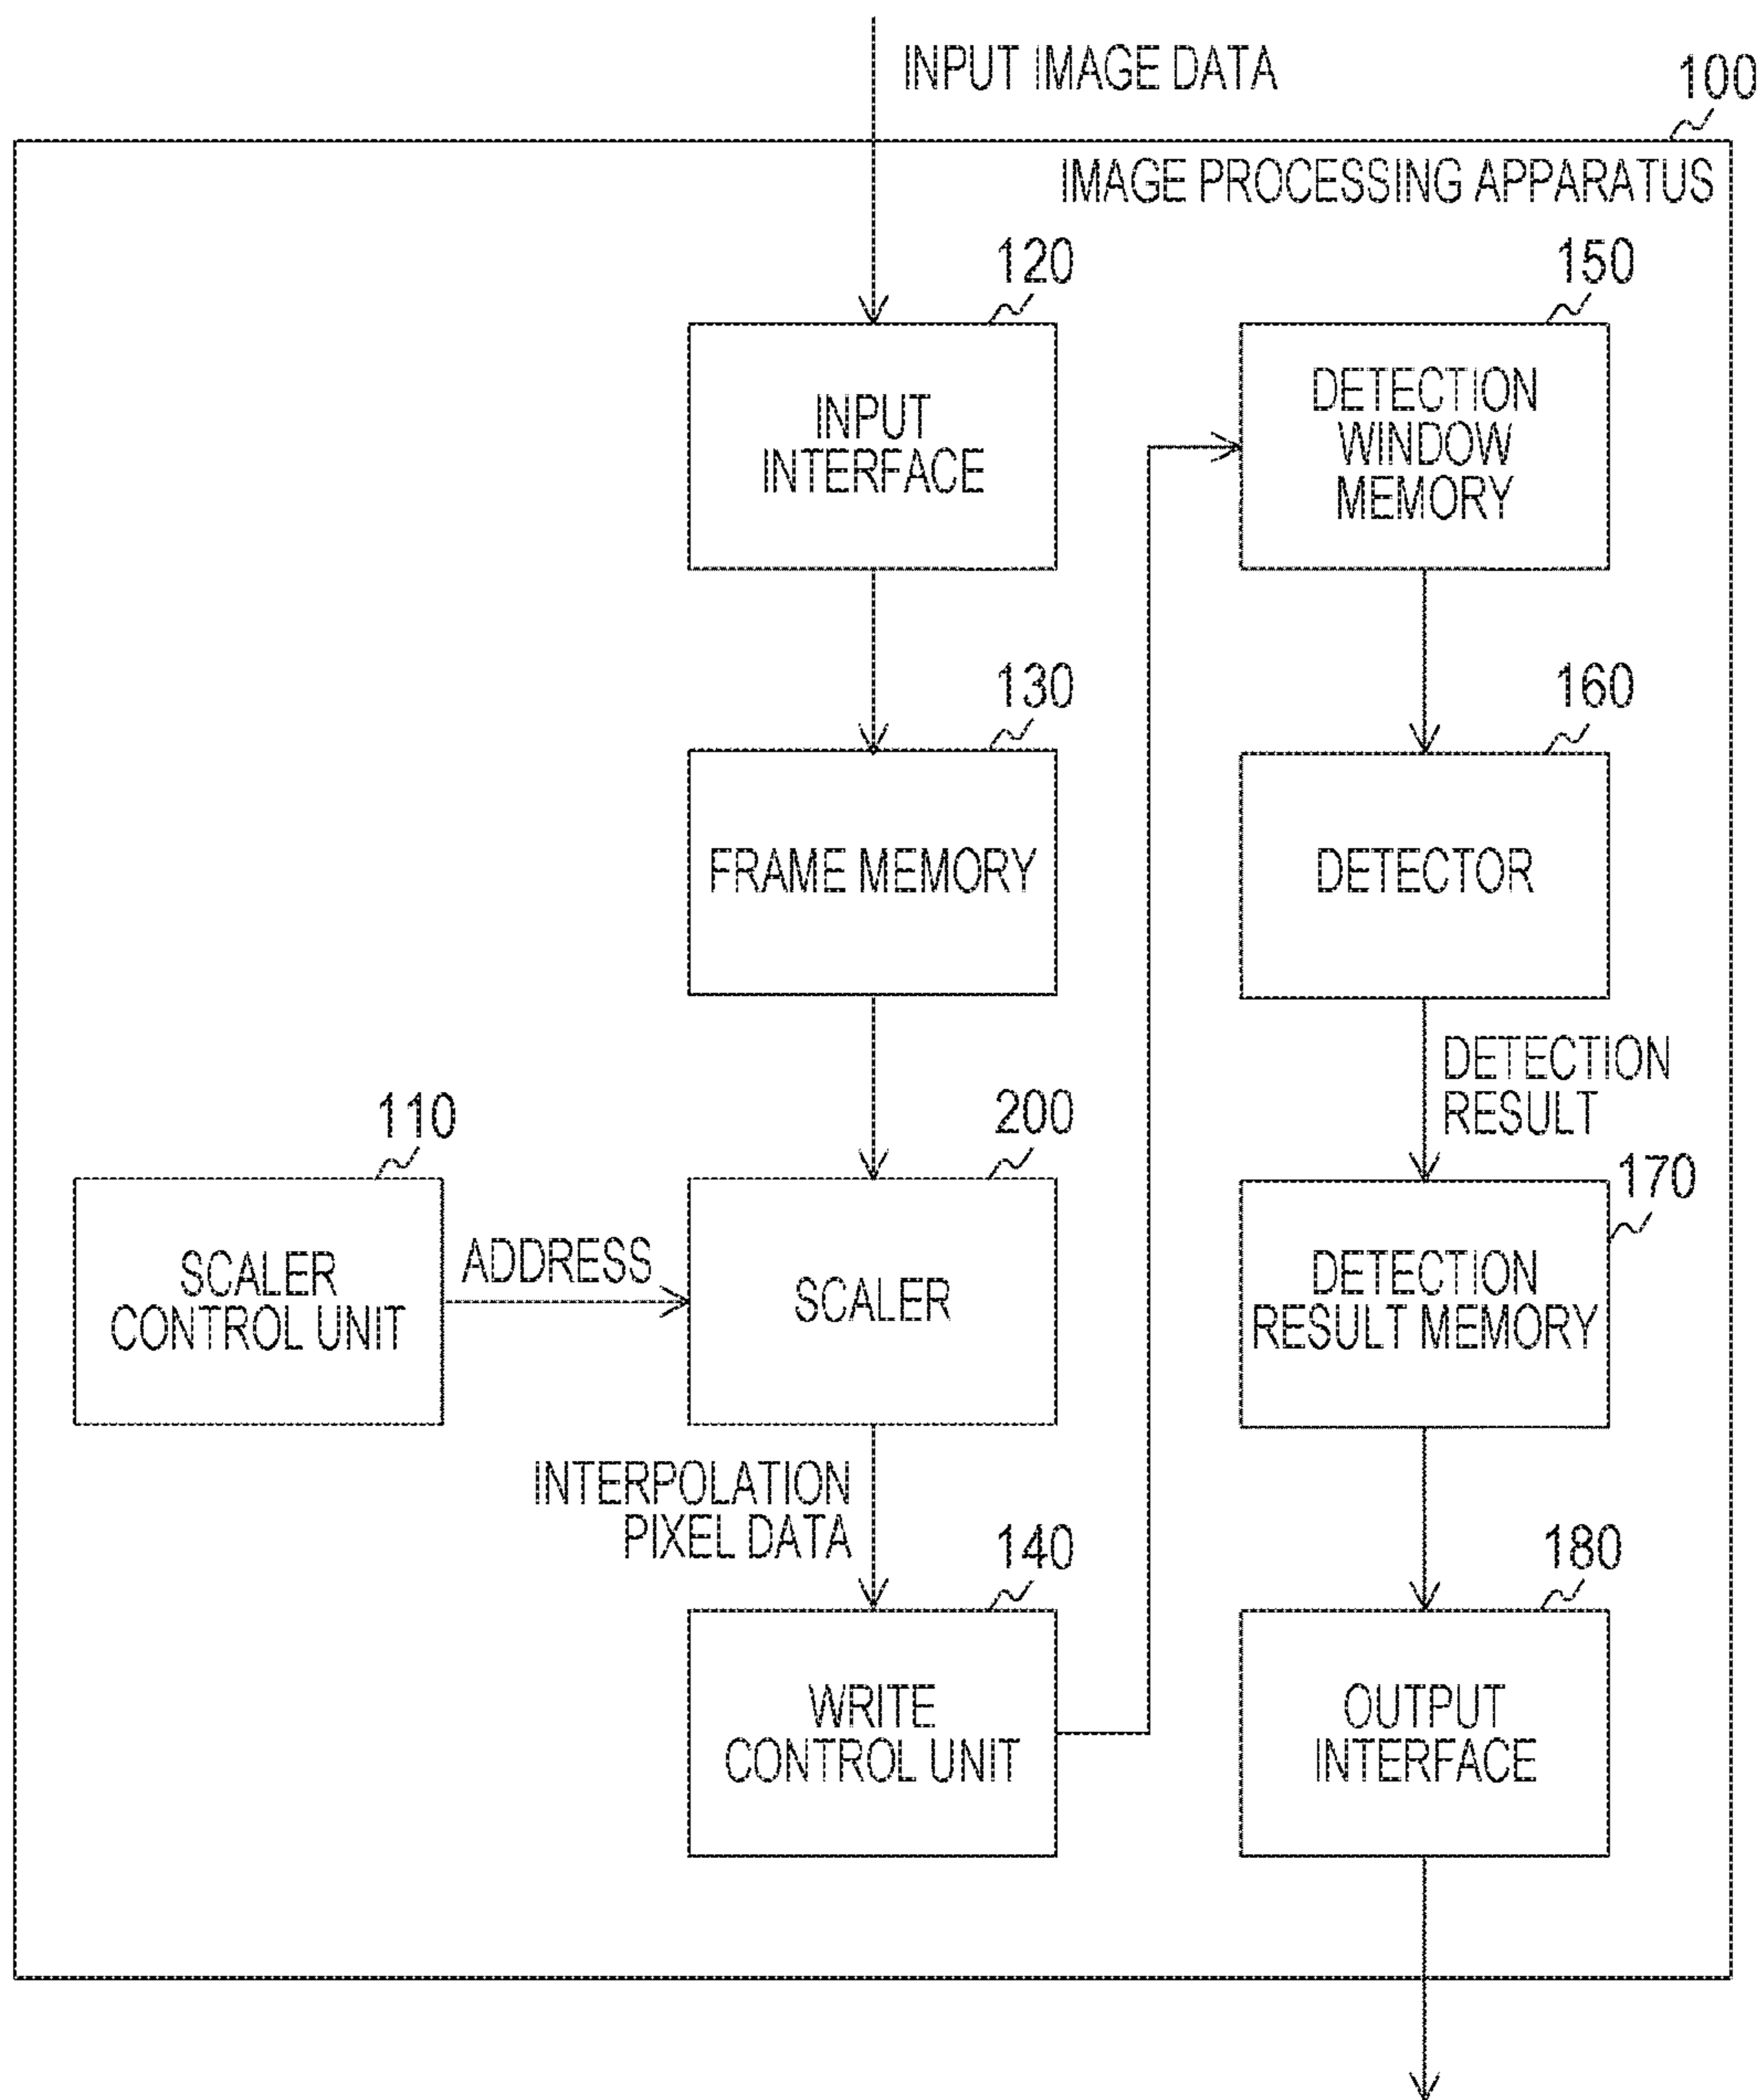 INPUT IMAGE DATA
100
IMAGE PROCESSING APPARATUS
120
INPUT
INTERFACE
130
FRAME MEMORY
110
SCALER
CONTROL UNIT
ADDRESS
200
SCALER
INTERPOLATION
PIXEL DATA
140
WRITE
CONTROL UNIT
150
DETECTION
WINDOW
MEMORY
160
DETECTOR
DETECTION
RESULT
170
DETECTION
RESULT MEMORY
180
OUTPUT
INTERFACE